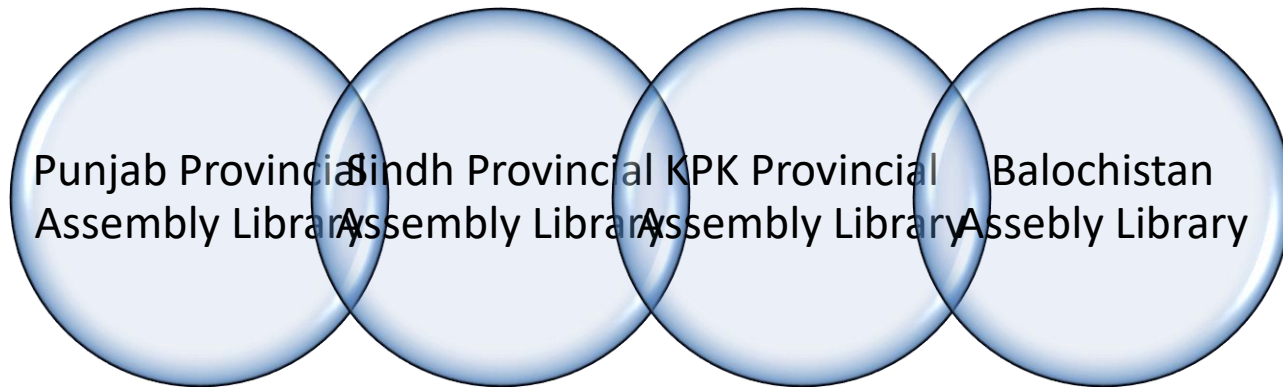 Punjab Provincial
Assembly Library
Sindh Provincial
Assembly Library
KPK Provincial
Assembly Library
Balochistan
Assebly Library